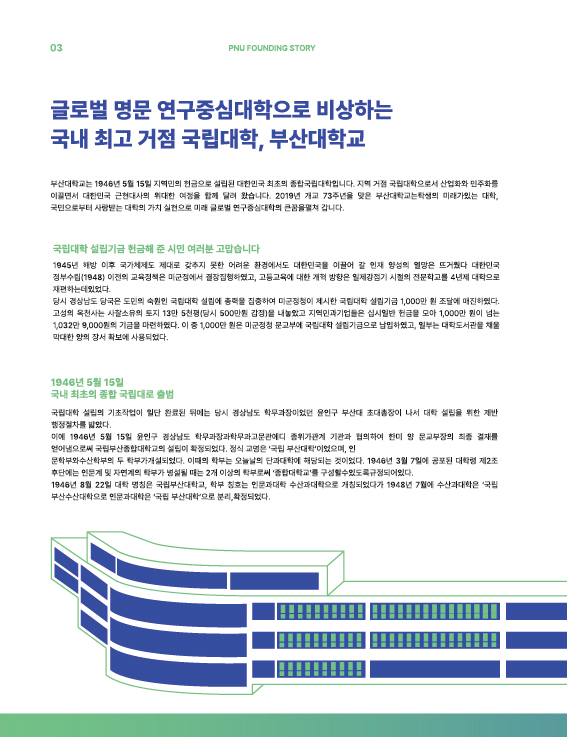 03
PNU FOUNDING STORY
글로벌 명문 연구중심대학으로 비상하는
국내 최고 거점 국립대학, 부산대학교
부산대학교는 1946년 5월 15일 지역민의 헌금으로 설립된 대한민국 최초의 종합국립대학입니다. 지역 거점 국립대학으로서 산업화와 민주화를
이끌면서 대한민국 근현대사의 위대한 여정을 함께 달려 왔습니다. 2019년 개교 73주년을 맞은 부산대학교는학생의 미래가있는 대학,
국민으로부터 사랑받는 대학의 가치 실현으로 미래 글로벌 연구중심대학의 큰꿈을펼쳐 갑니다.
국립대학 설립기금 헌금해 준 시민 여러분 고맙습니다
1945년 해방 이후 국가체제도 제대로 갖추지 못한 어려운 환경에서도 대한민국을 이끌어 갈 인재 양성의 열망은 뜨거웠다 대한민국
정부수립(1948) 이전의 교육정책은 미군정에서 결장집행하였고, 고등교육에 대한 개혁 방향은 일제강점기 시절의 전문학교를 4년제 대학으로
재편하는데있었다.
당시 경상남도 당국은 도민의 숙원인 국립대학 설립에 총력을 집중하여 미군정청이 제시한 국립대학 설립기금 1,000만 원 조달에 매진하였다.
고성의 옥천사는 사찰소유의 토지 13만 5천평(당시 500만원 감정)을 내놓았고 지역민과기업들은 십시일반 헌금을 모아 1,000만 원이 넘는
1,032만 9,000원의 기금을 마련하였다. 이 중 1,000만 원은 미군정청 문교부에 국립대학 설립기금으로 납입하였고, 일부는 대학도서관을 채울
막대한 양의 장서 확보에 사용되었다.
1946년 5월 15일
국내 최초의 종합 국립대로 출범
국립대학 설립의 기초작업이 일단 완료된 뒤에는 당시 경상남도 학무과장이었던 윤인구 부산대 초대총장이 나서 대학 설립을 위한 제반
행정절차를 밟았다.
이에 1946년 5월 15일 윤인구 경상남도 학무과장과학무과고문관에디 중위가관계 기관과 협의하여 한미 양 문교부장의 최종 결재를
얻어냄으로써 국립부산종합대학교의 설립이 확정되었다. 정식 교명은 ‘국립 부산대학’이었으며, 인
문학부와수산학부의 두 학부가개설되었다. 이때의 학부는 오늘날의 단과대학에 해당되는 것이었다. 1946년 3월 7일에 공포된 대학령 제2조
후단에는 인문계 및 자연계의 학부가 병설될 때는 2개 이상의 학부로써 ‘종합대학교’를 구성할수있도록규정되어있다.
1946년 8월 22일 대학 명칭은 국립부산대학교, 학부 칭호는 인문과대학 수산과대학으로 개칭되었다가 1948년 7월에 수산과대학은 ‘국립
부산수산대학으로 인문과대학은 ‘국립 부산대학’으로 분리,확정되었다.